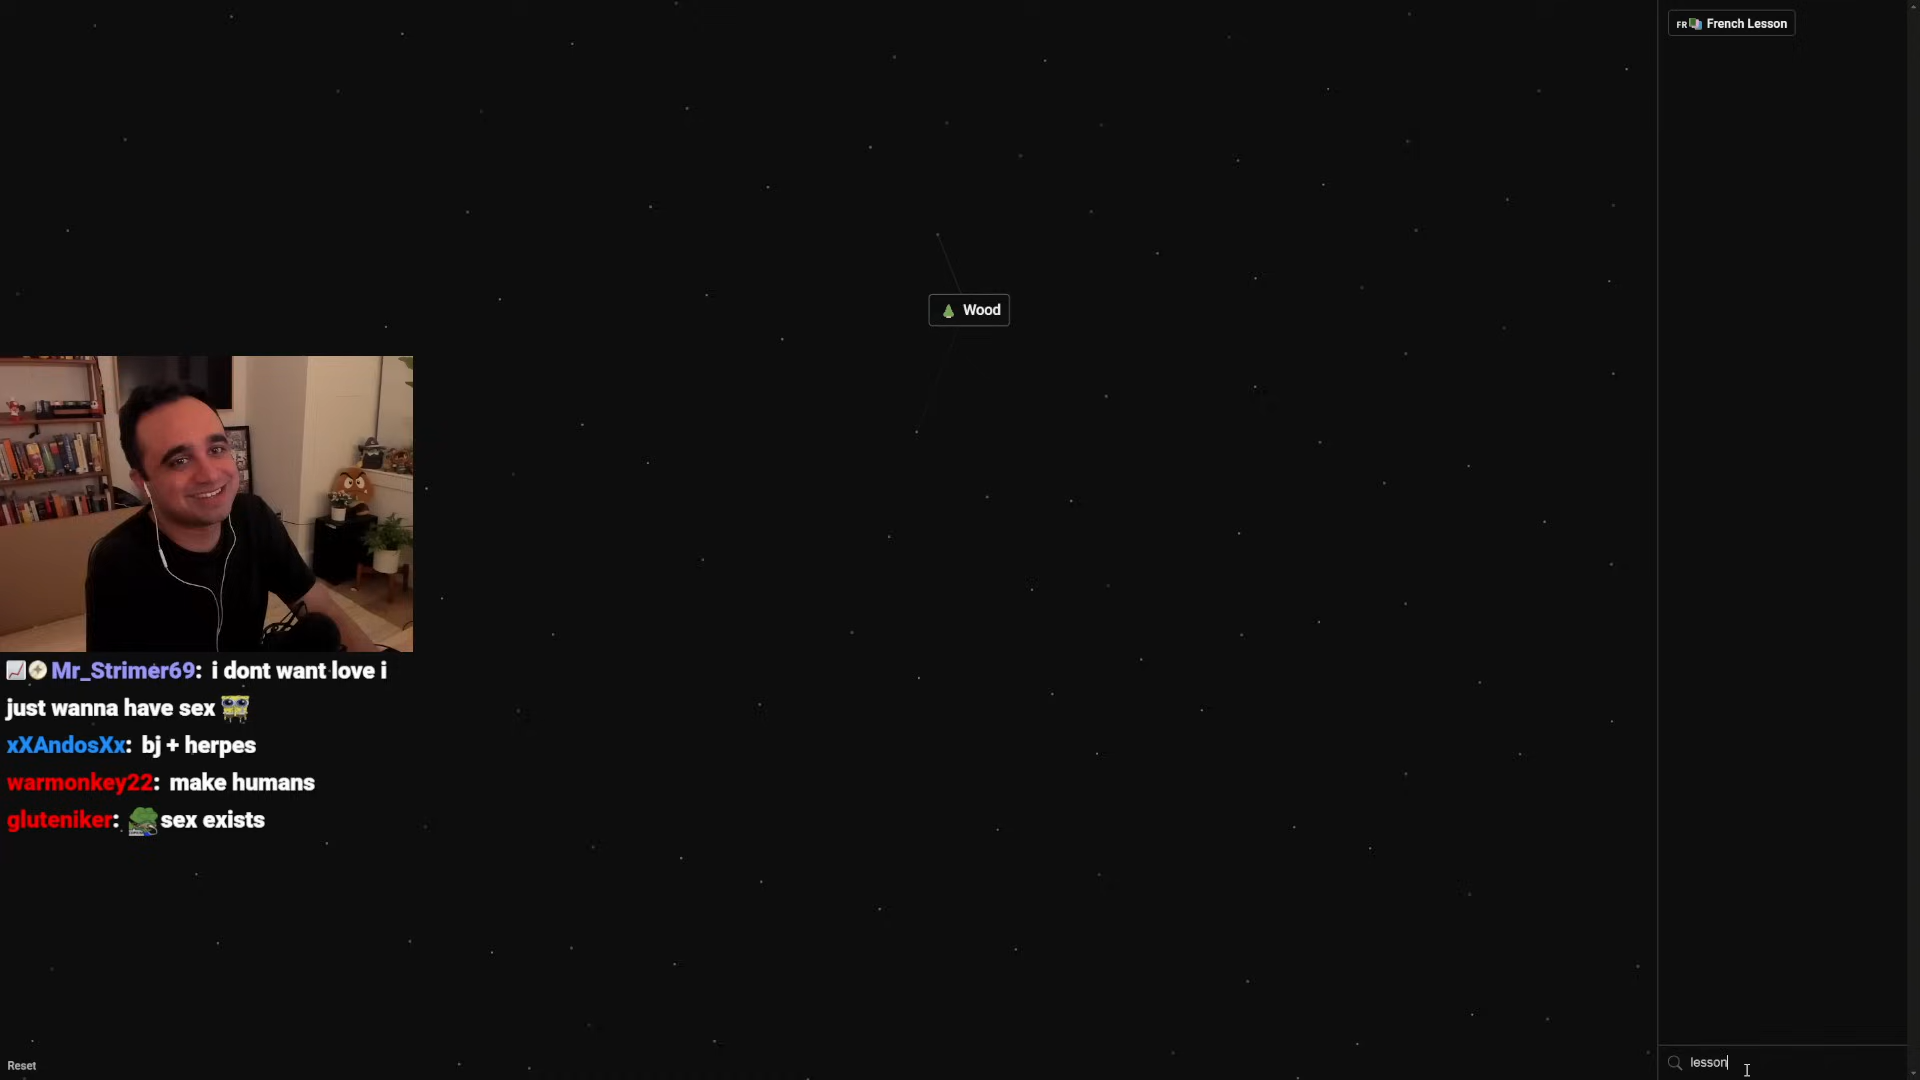 FR French Lesson
Wood
Mr_Strimer69: i dont want love i
just wanna have sex
xXAndosXx: bj + herpes
warmonkey22: make humans
gluteniker: sex exists
Reset
lesson